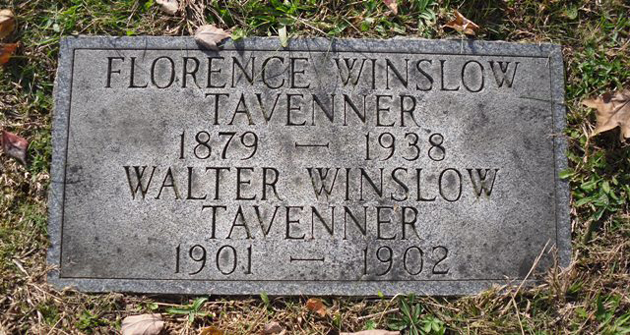 FLORENCE WINSLOW
TAVENNER
1879 — 1938
WALTER WINSLOW
TAVENNER
1901 — 1902